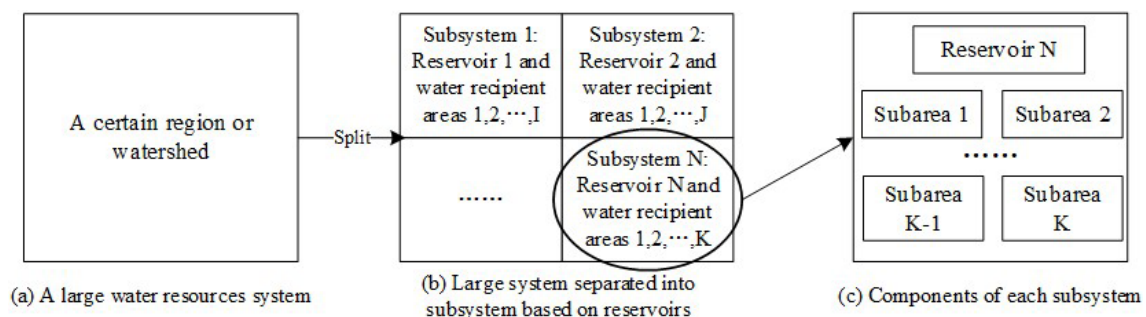 A certain region or
watershed
Split
Subsystem 1:
Reservoir 1 and
water recipient
areas 1,2,⋯,I
Subsystem 2:
Reservoir 2 and
water recipient
areas 1,2,⋯,J
……
Subsystem N:
Reservoir N and
water recipient
areas 1,2,⋯,K
Reservoir N
Subarea 1
Subarea 2
……
Subarea
K-1
Subarea
K
(a) A large water resources system
(b) Large system separated into
subsystem based on reservoirs
(c) Components of each subsystem